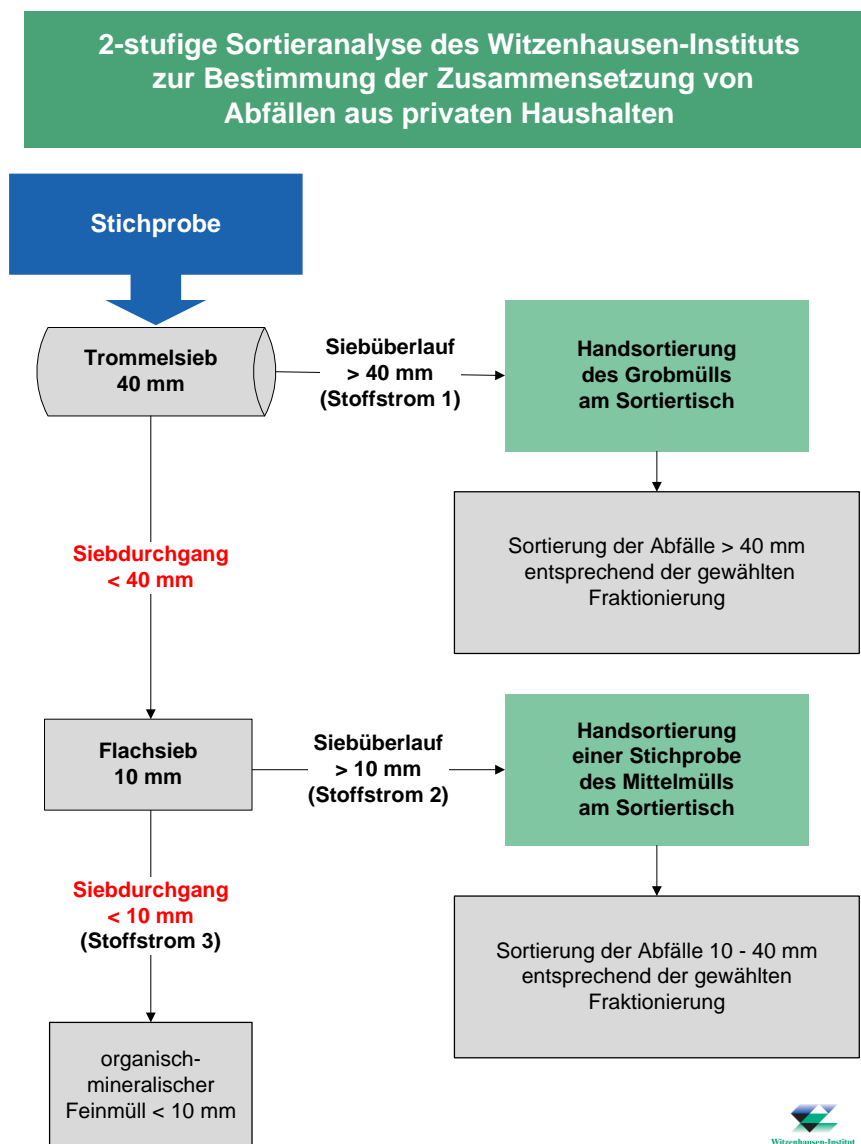 2-stufige Sortieranalyse des Witzenhausen-Instituts
zur Bestimmung der Zusammensetzung von
Abfällen aus privaten Haushalten
Stichprobe
Trommelsieb
40 mm
Siebüberlauf
> 40 mm
(Stoffstrom 1)
Handsortierung
des Grobmülls
am Sortiertisch
Sortierung der Abfälle > 40 mm
entsprechend der gewählten
Fraktionierung
Siebdurchgang
< 40 mm
Flachsieb
10 mm
Siebüberlauf
> 10 mm
(Stoffstrom 2)
Handsortierung
einer Stichprobe
des Mittelmülls
am Sortiertisch
Siebdurchgang
< 10 mm
(Stoffstrom 3)
Sortierung der Abfälle 10 - 40 mm
entsprechend der gewählten
Fraktionierung
organisch-
mineralischer
Feinmüll < 10 mm
Witzenhausen-Institut